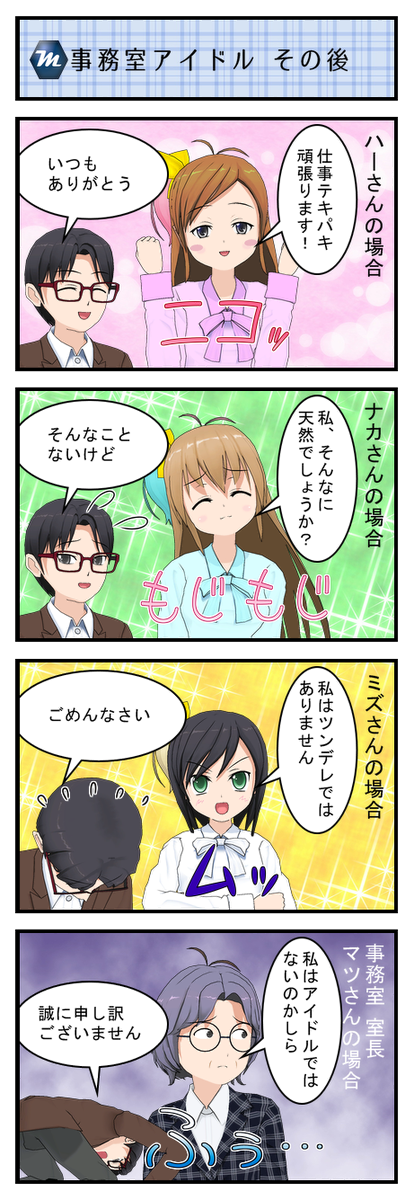 m 事務室アイドル その後
ハーさんの場合
仕事テキパキ
頑張ります！
いつも
ありがとう
ニコッ
ナカさんの場合
私、そんなに
天然でしょうか？
そんなこと
ないけど
もじもじ
ミズさんの場合
私はツンデレでは
ありません
ごめんなさい
ムッ
事務室 室長
マツさんの場合
私はアイドルでは
ないのかしら
誠に申し訳
ございません
ふぅ…